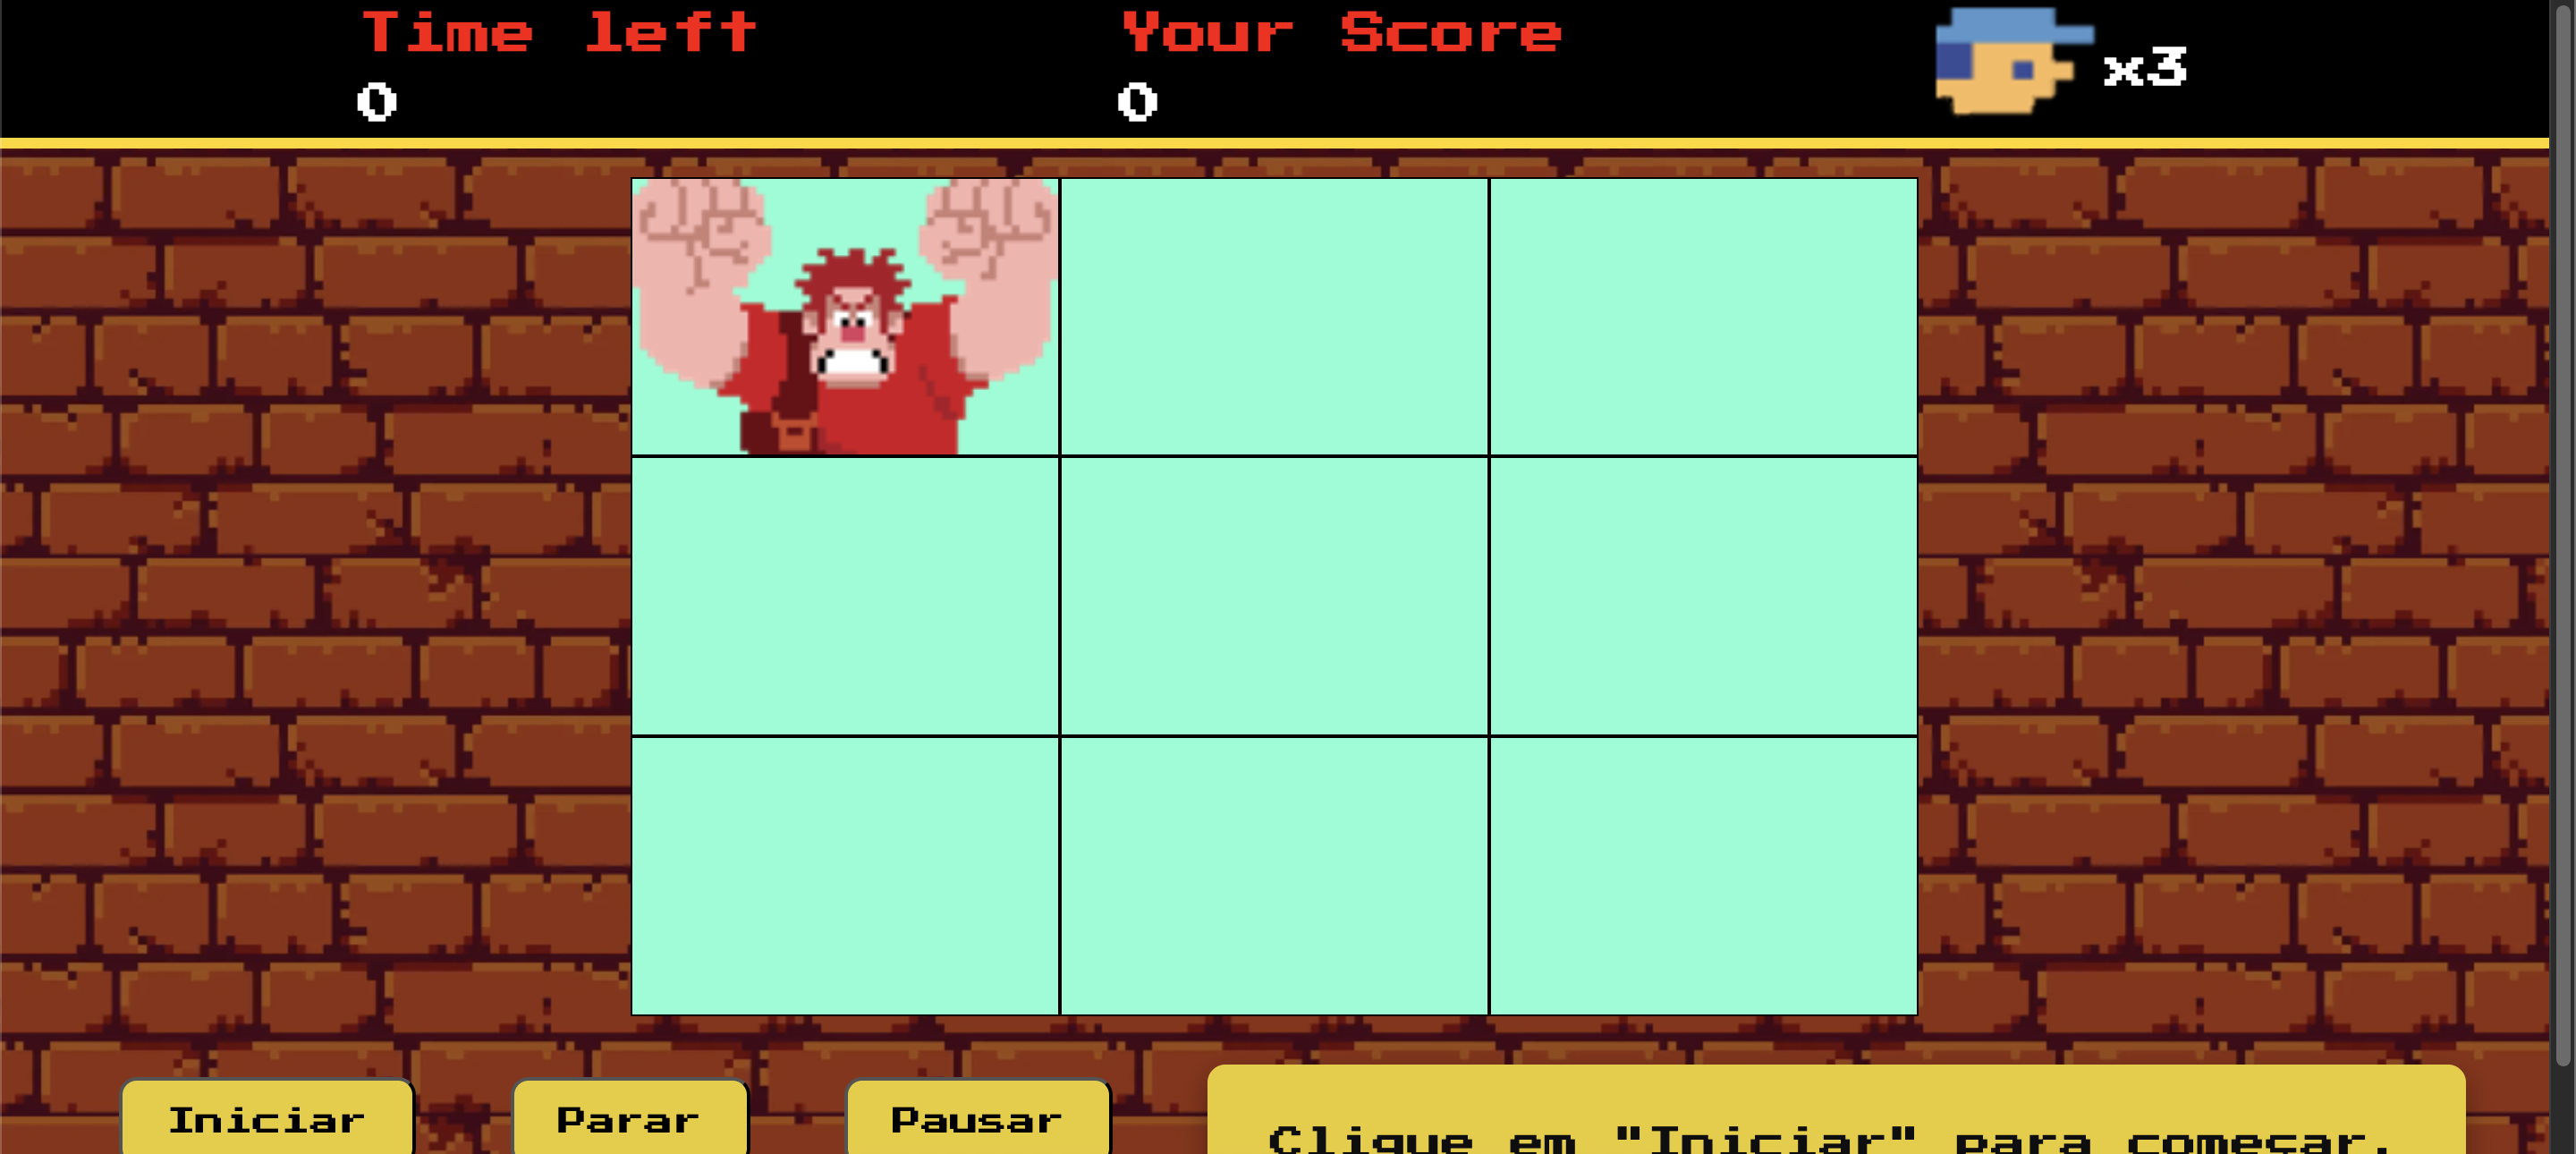 Time left
0
Your Score
0
x3
Iniciar
Parar
Pausar
Clique em "Iniciar" para começar.